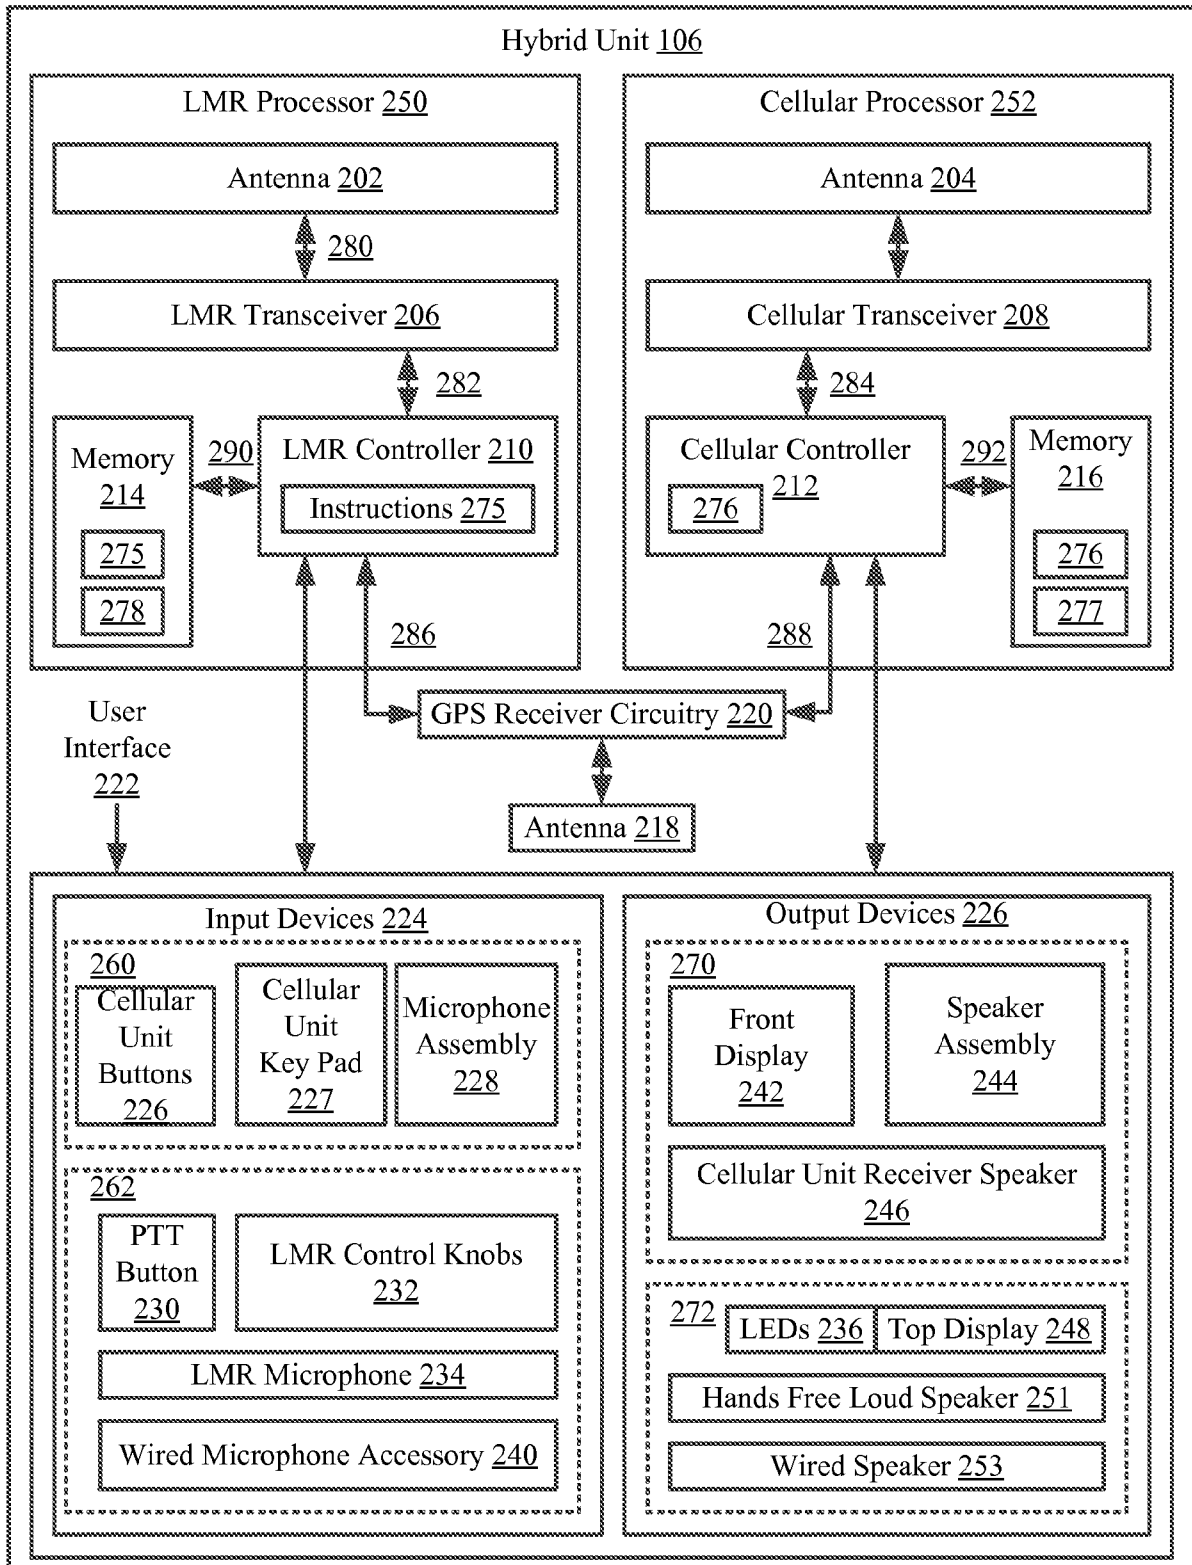 Hybrid Unit 106
LMR Processor 250
Antenna 202
280
LMR Transceiver 206
282
Memory
214
275
278
290
LMR Controller 210
Instructions 275
286
Cellular Processor 252
Antenna 204
Cellular Transceiver 208
284
Cellular Controller
212
276
292
Memory
216
276
277
288
GPS Receiver Circuitry 220
Antenna 218
User
Interface
222
Input Devices 224
260
Cellular
Unit
Buttons
226
Cellular
Unit
Key Pad
227
Microphone
Assembly
228
262
PTT
Button
230
LMR Control Knobs
232
LMR Microphone 234
Wired Microphone Accessory 240
Output Devices 226
270
Front
Display
242
Speaker
Assembly
244
Cellular Unit Receiver Speaker
246
272
LEDs 236
Top Display 248
Hands Free Loud Speaker 251
Wired Speaker 253